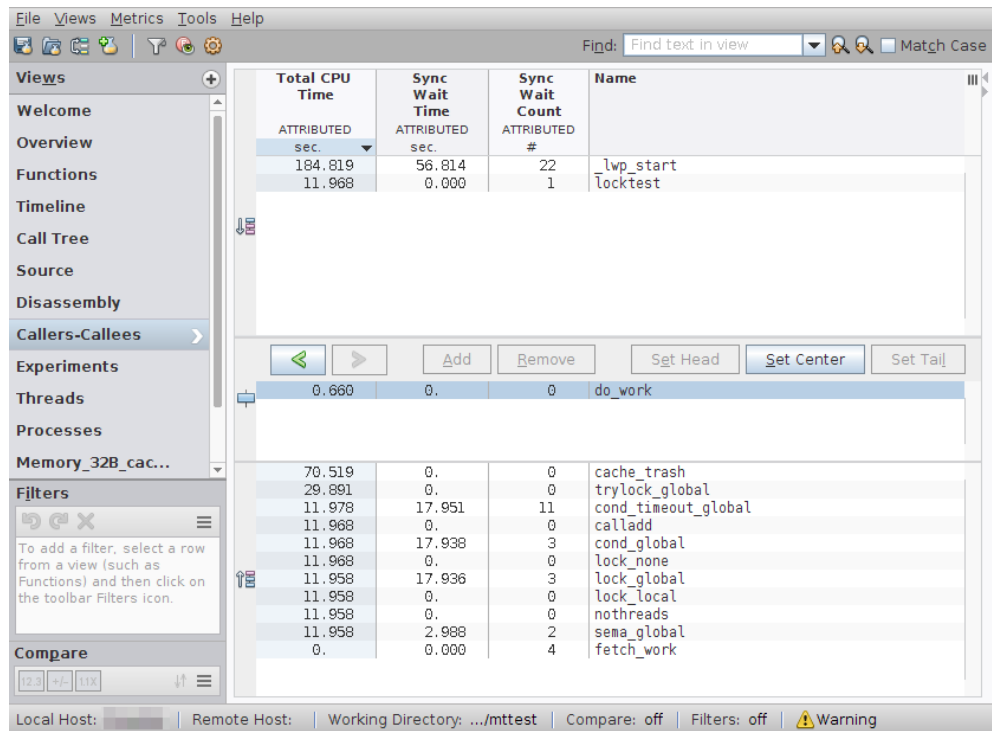 File Views Metrics Tools Help
Find: Find text in view Match Case
Views
Welcome
Overview
Functions
Timeline
Call Tree
Source
Disassembly
Callers-Callees
Experiments
Threads
Processes
Memory_32B_cac...
Filters
To add a filter, select a row
from a view (such as
Functions) and then click on
the toolbar Filters icon.
Compare
12.3 +/- 1.1X
Total CPU Time Sync Wait Time Sync Wait Count Name
ATTRIBUTED ATTRIBUTED ATTRIBUTED
sec. sec. #
184.819 56.814 22 _lwp_start
11.968 0.000 1 locktest
Add Remove Set Head Set Center Set Tail
0.660 0. 0 do_work
70.519 0. 0 cache_trash
29.891 0. 0 trylock_global
11.978 17.951 11 cond_timeout_global
11.968 0. 0 calladd
11.968 17.938 3 cond_global
11.968 0. 0 lock_none
11.958 17.936 3 lock_global
11.958 0. 0 lock_local
11.958 0. 0 nothreads
11.958 2.988 2 sema_global
0. 0.000 4 fetch_work
Local Host: Remote Host: Working Directory: .../mttest Compare: off Filters: off Warning